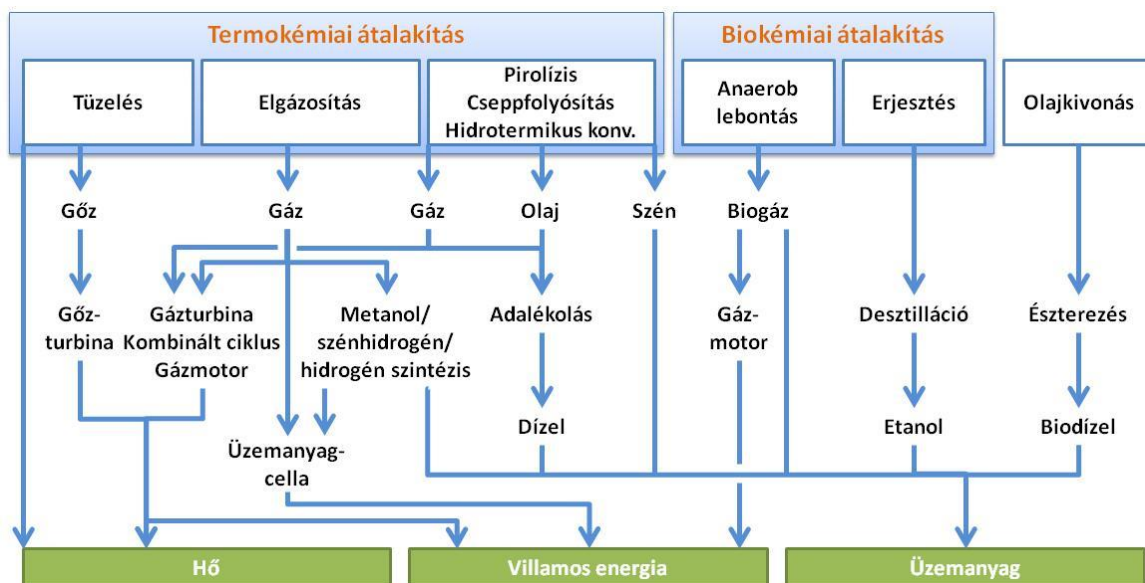 Termokémiai átalakítás
Biokémiai átalakítás
Tüzelés
Elgázosítás
Pirolízis
Cseppfolyósítás
Hidrotermikus konv.
Anaerob
lebontás
Erjesztés
Olajkivonás
Gőz
Gáz
Gáz
Olaj
Szén
Biogáz
Gőz-
turbina
Gázturbina
Kombinált ciklus
Gázmotor
Metanol/
szénhidrogén/
hidrogén szintézis
Adalékolás
Gáz-
motor
Desztilláció
Észterezés
Üzemanyag-
cella
Dízel
Etanol
Biodízel
Hő
Villamos energia
Üzemanyag